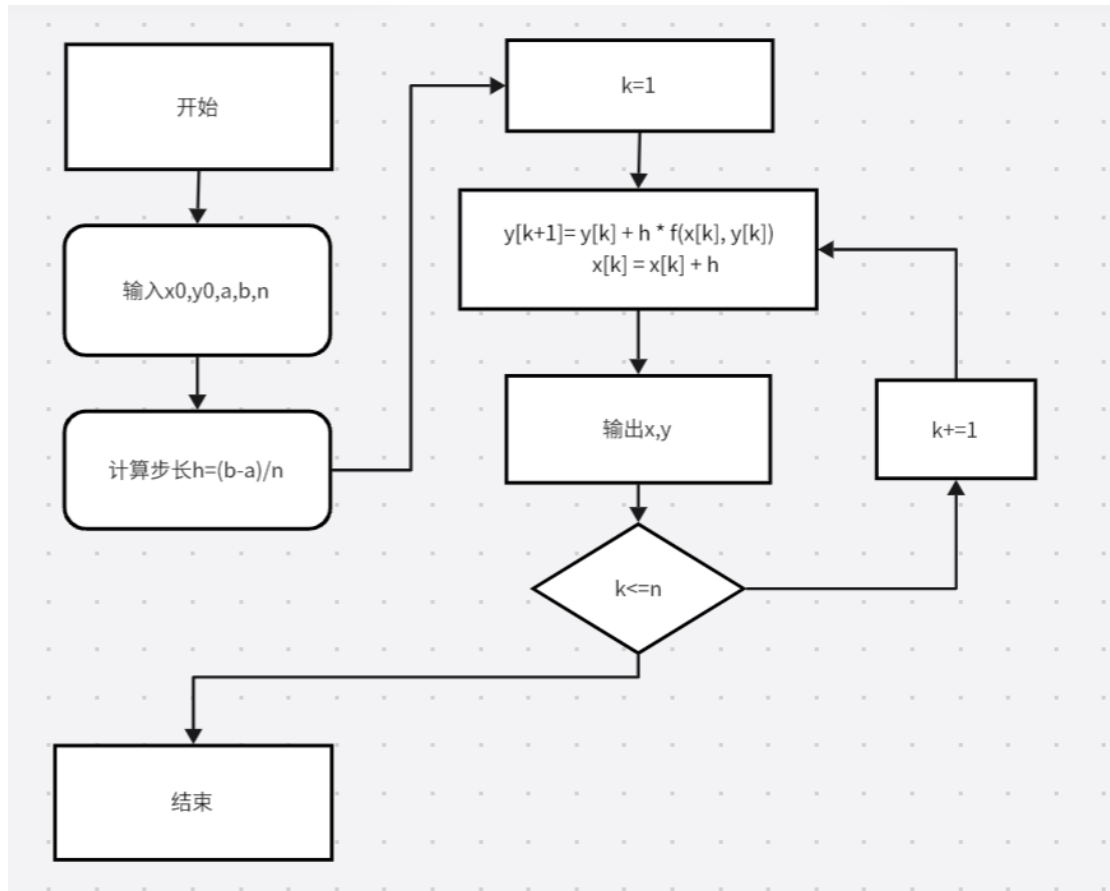 开始
输入x0,y0,a,b,n
计算步长h=(b-a)/n
k=1
y[k+1]= y[k] + h * f(x[k], y[k])
x[k] = x[k] + h
输出x,y
k<=n
k+=1
结束